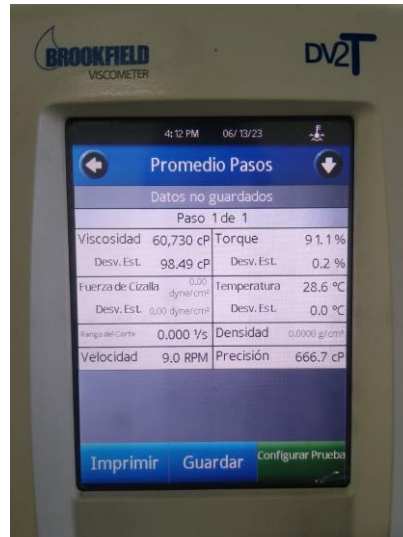 BROOKFIELD DV2T
VISCOMETER
4:12 PM 06/13/23
Promedio Pasos
Datos no guardados
Paso 1 de 1
Viscosidad 60,730 cP Torque 91.1%
Desv. Est. 98.49 cP Desv. Est. 0.2 %
Fuerza de Cizalla 0.00 dyne/cm² Temperatura 28.6 ºC
Desv. Est. 0.00 dyne/cm² Desv. Est. 0.0 ºC
Rango del Corte 0.000 ¹/s Densidad 0.0000 g/cm³
Velocidad 9.0 RPM Precisión 666.7 cP
Imprimir Guardar Configurar Prueba